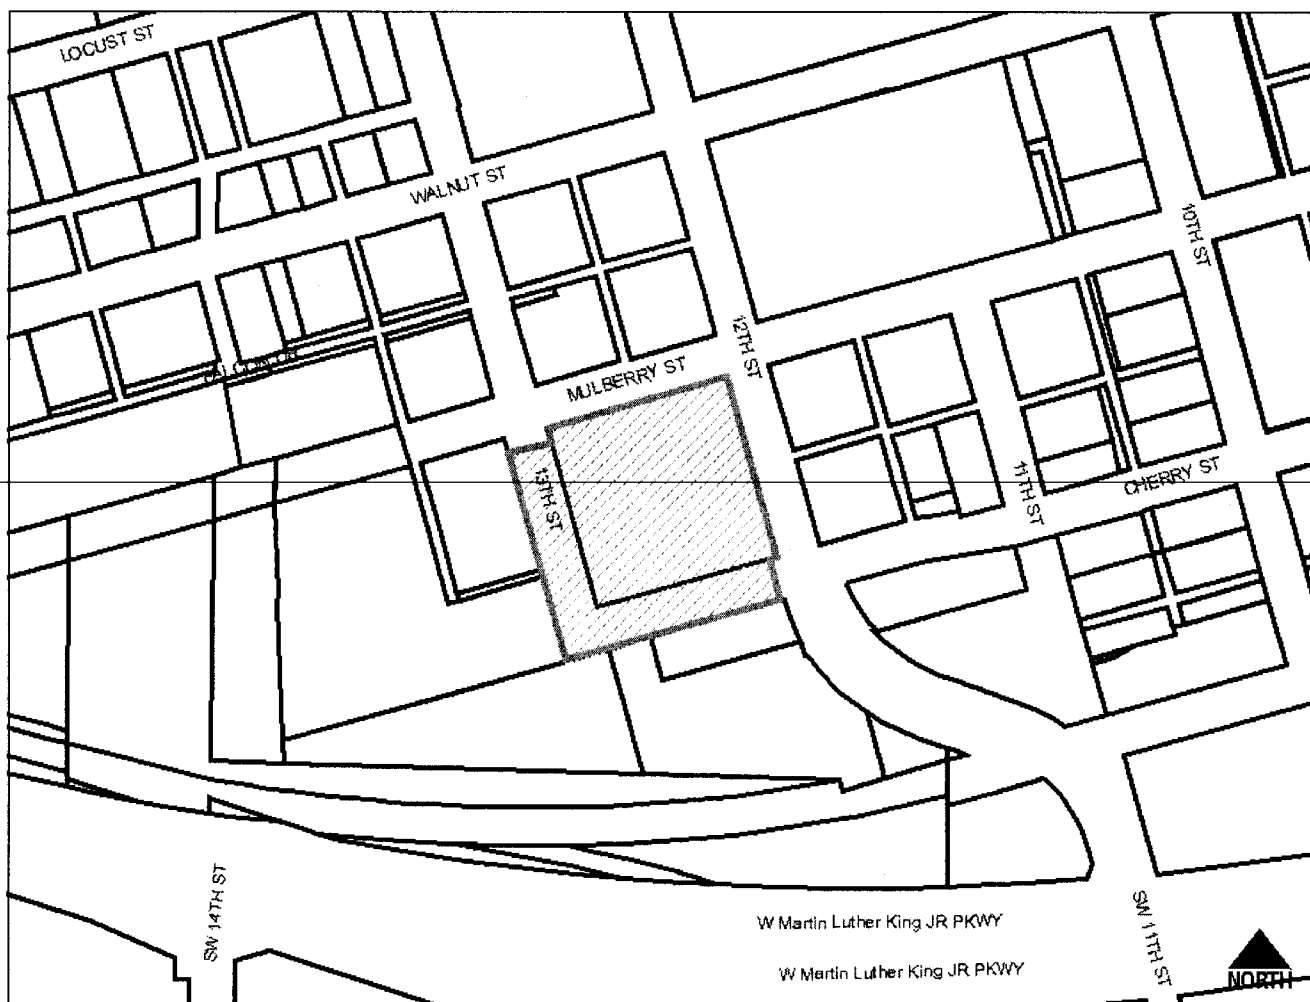 LOCUST ST
WALNUT ST
10TH ST
12TH ST
MULBERRY ST
13TH ST
11TH ST
CHERRY ST
SW 14TH ST
W Martin Luther King JR PKWY
W Martin Luther King JR PKWY
SW 11TH ST
NORTH